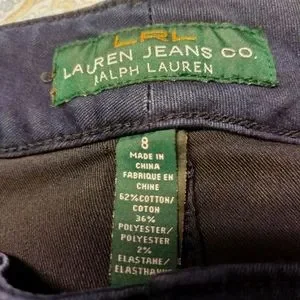 LRL
LAUREN JEANS CO.
RALPH LAUREN
8
MADE IN
CHINA
FABRIQUE EN
CHINE
62%COTTON/
COTON
36%
POLYESTER/
POLYESTER
2%
ELASTANE/
ELASTHANNE